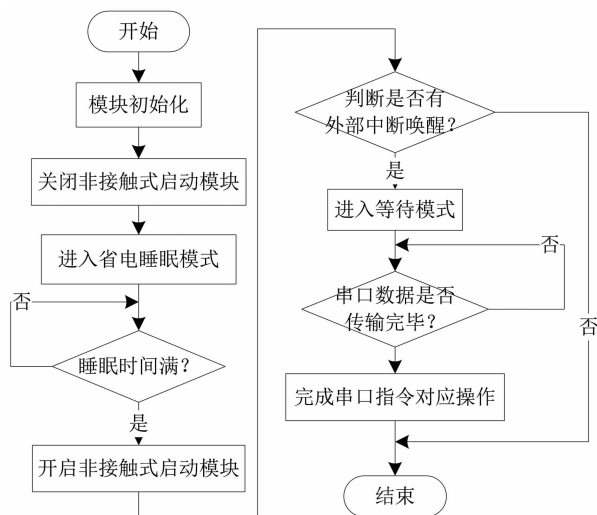 开始
模块初始化
关闭非接触式启动模块
进入省电睡眠模式
否
睡眠时间满?
是
开启非接触式启动模块
判断是否有
外部中断唤醒?
是
进入等待模式
否
串口数据是否
传输完毕?
否
完成串口指令对应操作
结束